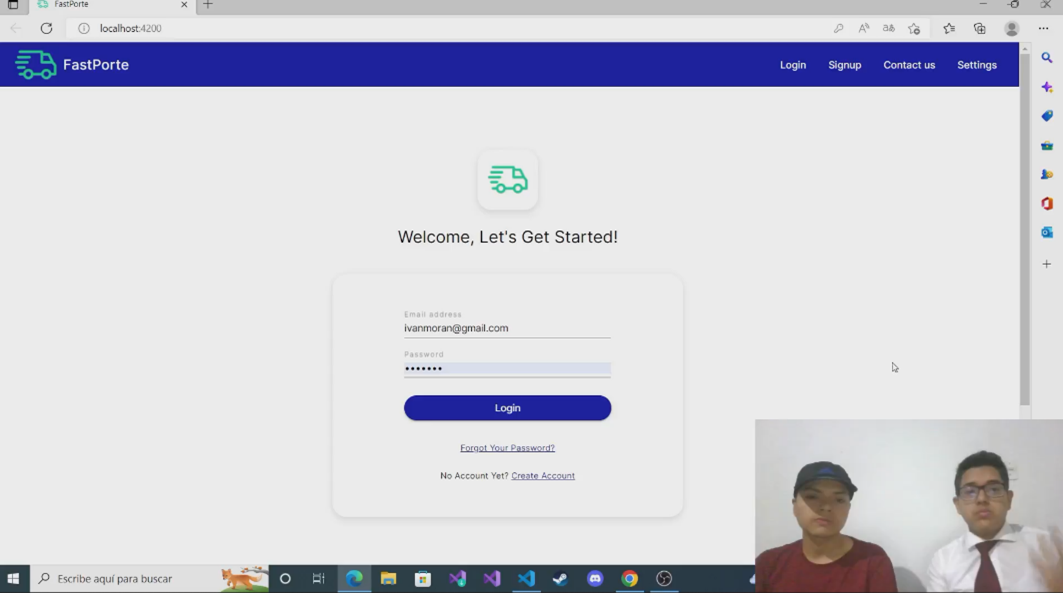 FastPorte
localhost:4200
FastPorte
Login Signup Contact us Settings
Welcome, Let's Get Started!
Email address
ivanmoran@gmail.com
Password
•••••••
Login
Forgot Your Password?
No Account Yet? Create Account
Escribe aquí para buscar